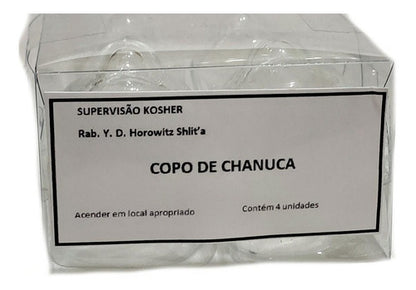 SUPERVISÃO KOSHER
Rab. Y. D. Horowitz Shlit'a
COPO DE CHANUCA
Acender em local apropriado
Contém 4 unidades